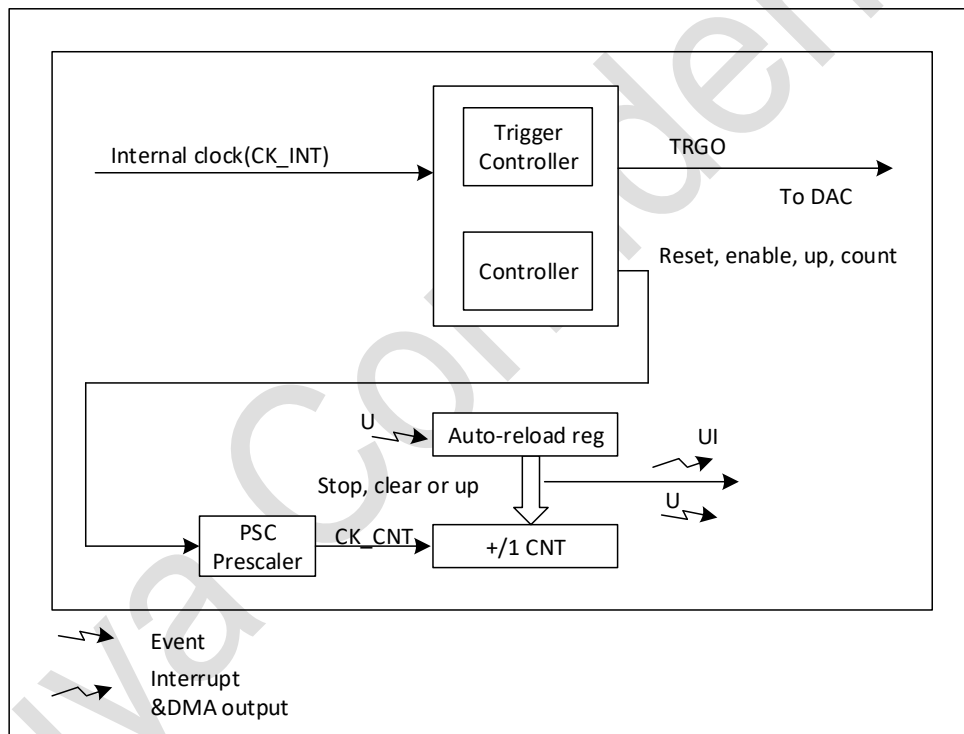 Trigger
Controller
Internal clock(CK_INT)
TRGO
To DAC
Controller
Reset, enable, up, count
U
Auto-reload reg
UI
Stop, clear or up
U
PSC
Prescaler
CK_CNT
+/1 CNT
Event
Interrupt
&DMA output